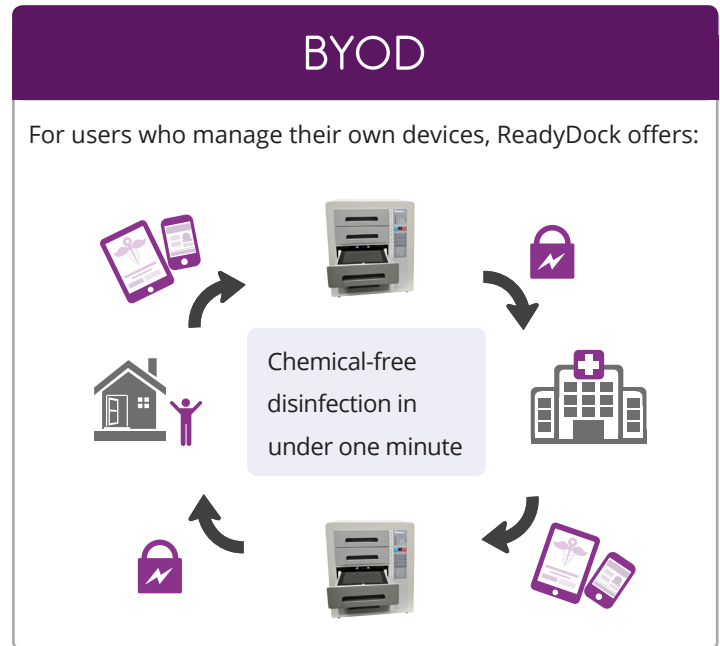 BYOD
For users who manage their own devices, ReadyDock offers:
Chemical-free
disinfection in
under one minute